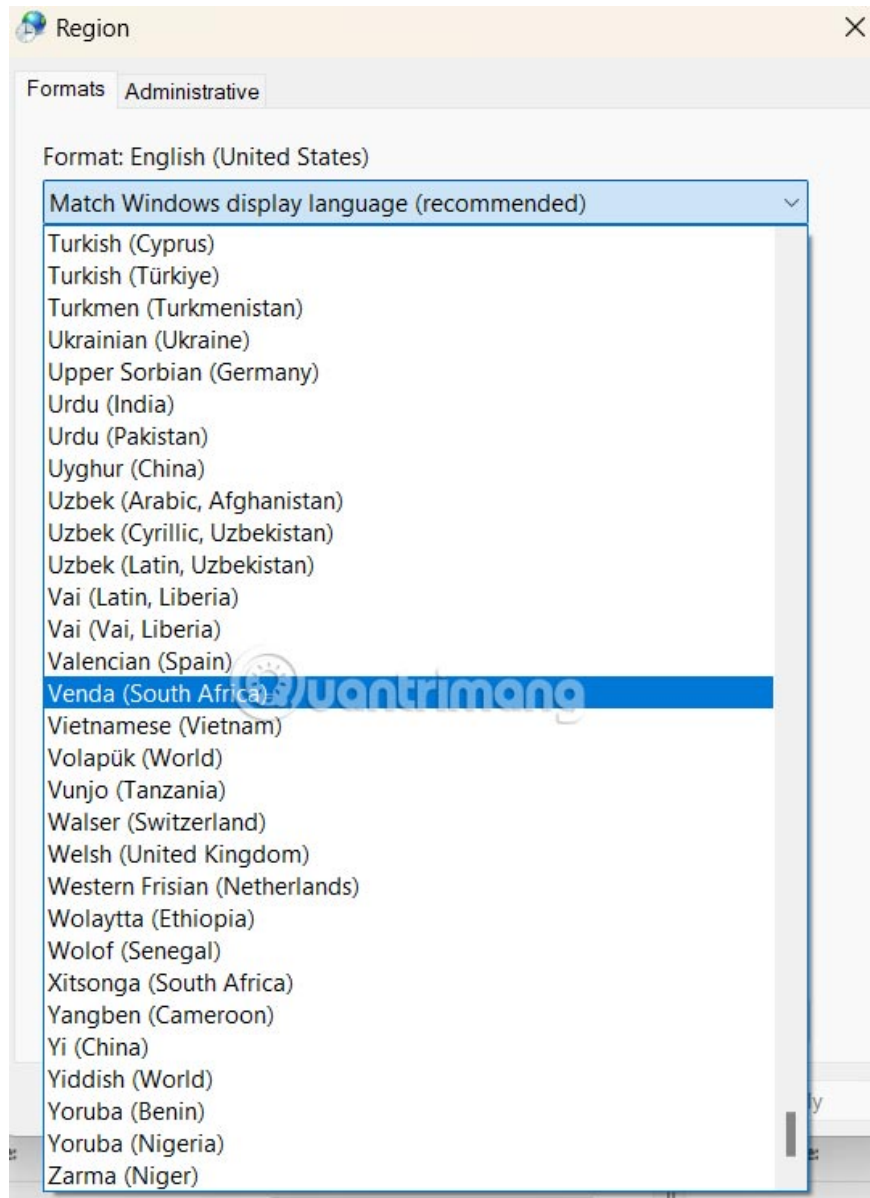 Region
Formats Administrative
Format: English (United States)
Match Windows display language (recommended)
Turkish (Cyprus)
Turkish (Türkiye)
Turkmen (Turkmenistan)
Ukrainian (Ukraine)
Upper Sorbian (Germany)
Urdu (India)
Urdu (Pakistan)
Uyghur (China)
Uzbek (Arabic, Afghanistan)
Uzbek (Cyrillic, Uzbekistan)
Uzbek (Latin, Uzbekistan)
Vai (Latin, Liberia)
Vai (Vai, Liberia)
Valencian (Spain)
Venda (South Africa)
Quantrimang
Vietnamese (Vietnam)
Volapük (World)
Vunjo (Tanzania)
Walser (Switzerland)
Welsh (United Kingdom)
Western Frisian (Netherlands)
Wolaytta (Ethiopia)
Wolof (Senegal)
Xitsonga (South Africa)
Yangben (Cameroon)
Yi (China)
Yiddish (World)
Yoruba (Benin)
Yoruba (Nigeria)
Zarma (Niger)